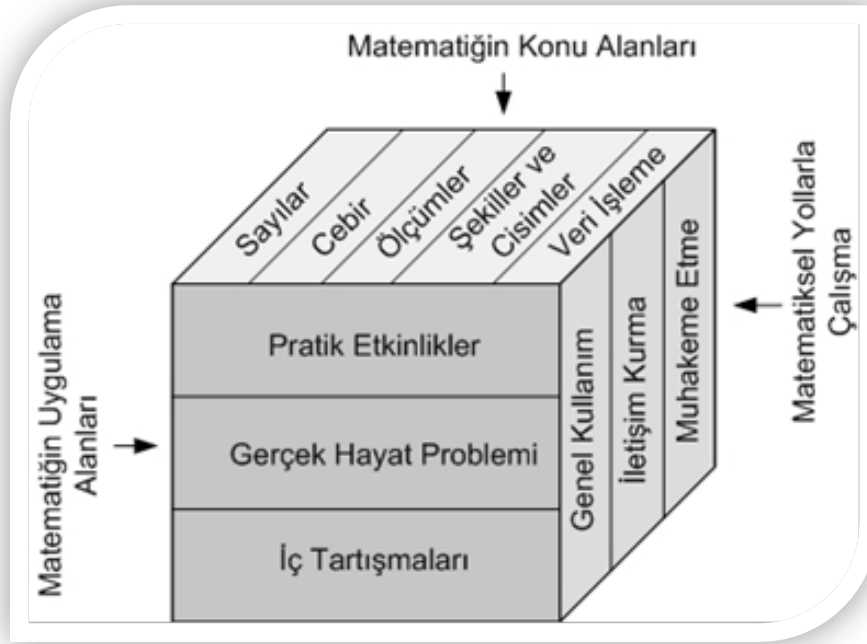 Matematiğin Konu Alanları
Sayılar
Cebir
Ölçümler
Şekiller ve
Cisimler
Veri İşleme
Matematiğin Uygulama
Alanları
Pratik Etkinlikler
Gerçek Hayat Problemi
İç Tartışmaları
Genel Kullanım
İletişim Kurma
Muhakeme Etme
Matematiksel Yollarla
Çalışma